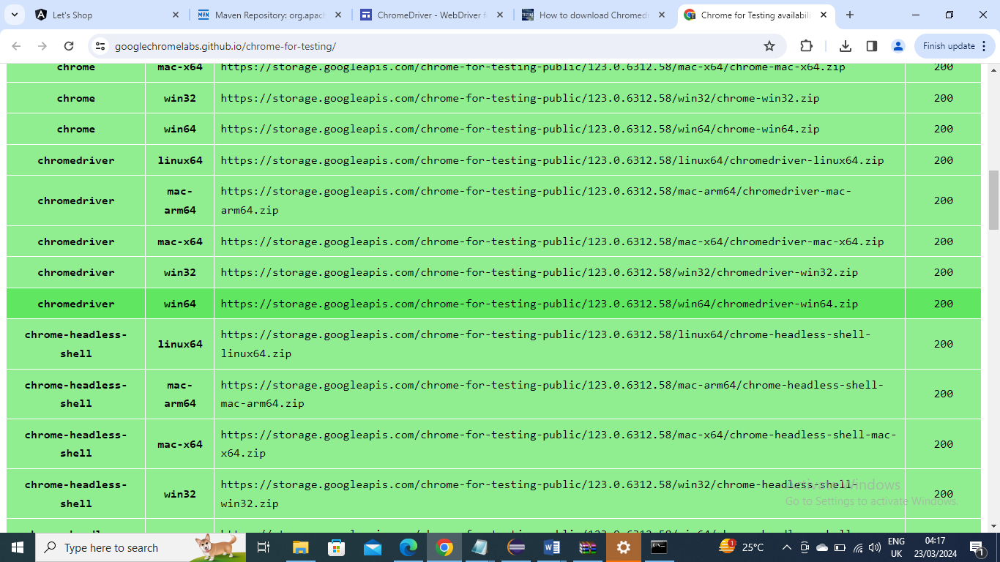 Let's Shop
Maven Repository: org.apac
ChromeDriver - WebDriver f
How to download Chromed
Chrome for Testing availabili
googlechromelabs.github.io/chrome-for-testing/
Finish update
chrome mac-x64 https://storage.googleapis.com/chrome-for-testing-public/123.0.6312.58/mac-x64/chrome-mac-x64.zip 200
chrome win32 https://storage.googleapis.com/chrome-for-testing-public/123.0.6312.58/win32/chrome-win32.zip 200
chrome win64 https://storage.googleapis.com/chrome-for-testing-public/123.0.6312.58/win64/chrome-win64.zip 200
chromedriver linux64 https://storage.googleapis.com/chrome-for-testing-public/123.0.6312.58/linux64/chromedriver-linux64.zip 200
chromedriver mac-
arm64 https://storage.googleapis.com/chrome-for-testing-public/123.0.6312.58/mac-arm64/chromedriver-mac-
arm64.zip 200
chromedriver mac-x64 https://storage.googleapis.com/chrome-for-testing-public/123.0.6312.58/mac-x64/chromedriver-mac-x64.zip 200
chromedriver win32 https://storage.googleapis.com/chrome-for-testing-public/123.0.6312.58/win32/chromedriver-win32.zip 200
chromedriver win64 https://storage.googleapis.com/chrome-for-testing-public/123.0.6312.58/win64/chromedriver-win64.zip 200
chrome-headless-
shell linux64 https://storage.googleapis.com/chrome-for-testing-public/123.0.6312.58/linux64/chrome-headless-shell-
linux64.zip 200
chrome-headless-
shell mac-
arm64 https://storage.googleapis.com/chrome-for-testing-public/123.0.6312.58/mac-arm64/chrome-headless-shell-
mac-arm64.zip 200
chrome-headless-
shell mac-x64 https://storage.googleapis.com/chrome-for-testing-public/123.0.6312.58/mac-x64/chrome-headless-shell-mac-
x64.zip 200
chrome-headless-
shell win32 https://storage.googleapis.com/chrome-for-testing-public/123.0.6312.58/win32/chrome-headless-shell-
win32.zip 200
Activate Windows
Go to Settings to activate Windows.
Type here to search
25°C
ENG
UK
04:17
23/03/2024